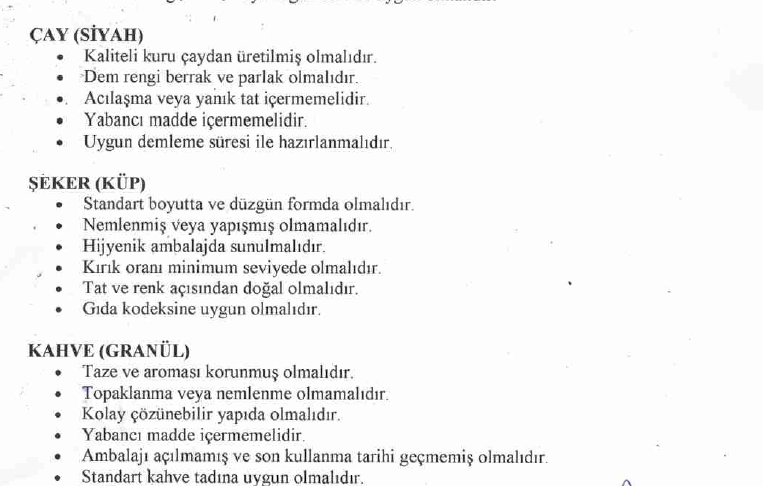 ÇAY (SİYAH)
• Kaliteli kuru çaydan üretilmiş olmalıdır.
• Dem rengi berrak ve parlak olmalıdır.
• Acılaşma veya yanık tat içermemelidir.
• Yabancı madde içermemelidir.
• Uygun demleme süresi ile hazırlanmalıdır.
ŞEKER (KÜP)
• Standart boyutta ve düzgün formda olmalıdır.
• Nemlenmiş veya yapışmış olmamalıdır.
• Hijyenik ambalajda sunulmalıdır.
• Kırık oranı minimum seviyede olmalıdır.
• Tat ve renk açısından doğal olmalıdır.
• Gıda kodeksine uygun olmalıdır.
KAHVE (GRANÜL)
• Taze ve aroması korunmuş olmalıdır.
• Topaklanma veya nemlenme olmamalıdır.
• Kolay çözünebilir yapıda olmalıdır.
• Yabancı madde içermemelidir.
• Ambalajı açılmamış ve son kullanma tarihi geçmemiş olmalıdır.
• Standart kahve tadına uygun olmalıdır.